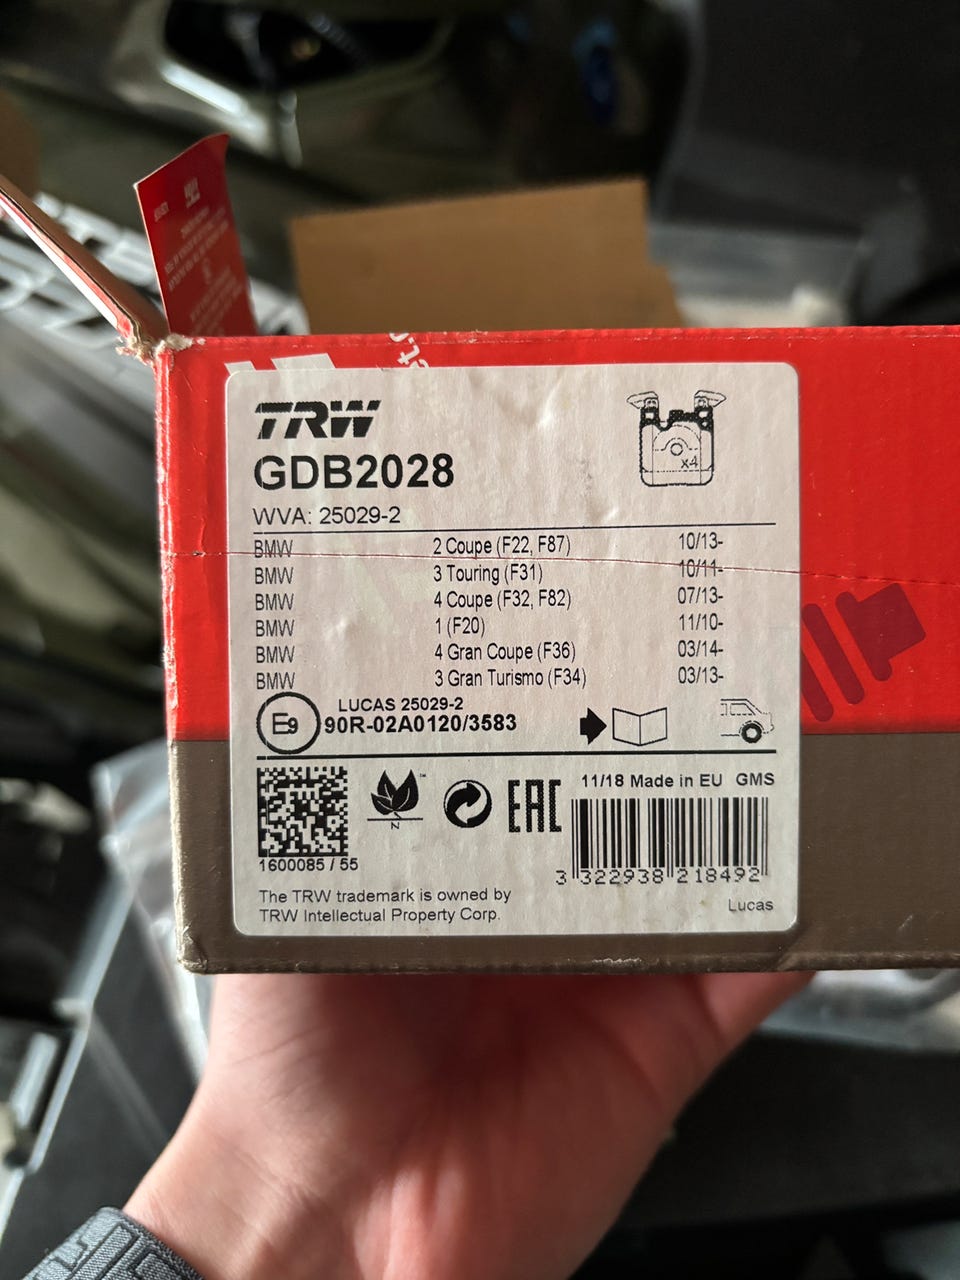 TRW
GDB2028
WVA: 25029-2
BMW 2 Coupe (F22, F87) 10/13-
BMW 3 Touring (F31) 10/11-
BMW 4 Coupe (F32, F82) 07/13-
BMW 1 (F20) 11/10-
BMW 4 Gran Coupe (F36) 03/14-
BMW 3 Gran Turismo (F34) 03/13-
x4
LUCAS 25029-2
E9 90R-02A0120/3583
11/18 Made in EU GMS
EAC
N
1600085 / 55
3 322938 218492
The TRW trademark is owned by
TRW Intellectual Property Corp.
Lucas